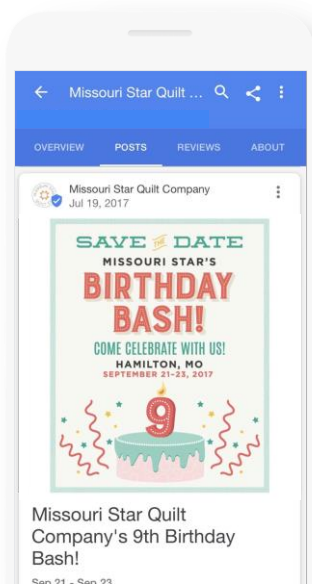 Missouri Star Quilt ...
OVERVIEW POSTS REVIEWS ABOUT
Missouri Star Quilt Company
Jul 19, 2017
SAVE THE DATE
MISSOURI STAR'S
BIRTHDAY
BASH!
COME CELEBRATE WITH US!
HAMILTON, MO
SEPTEMBER 21-23, 2017
9
Missouri Star Quilt
Company's 9th Birthday
Bash!
Sep 21 - Sep 23